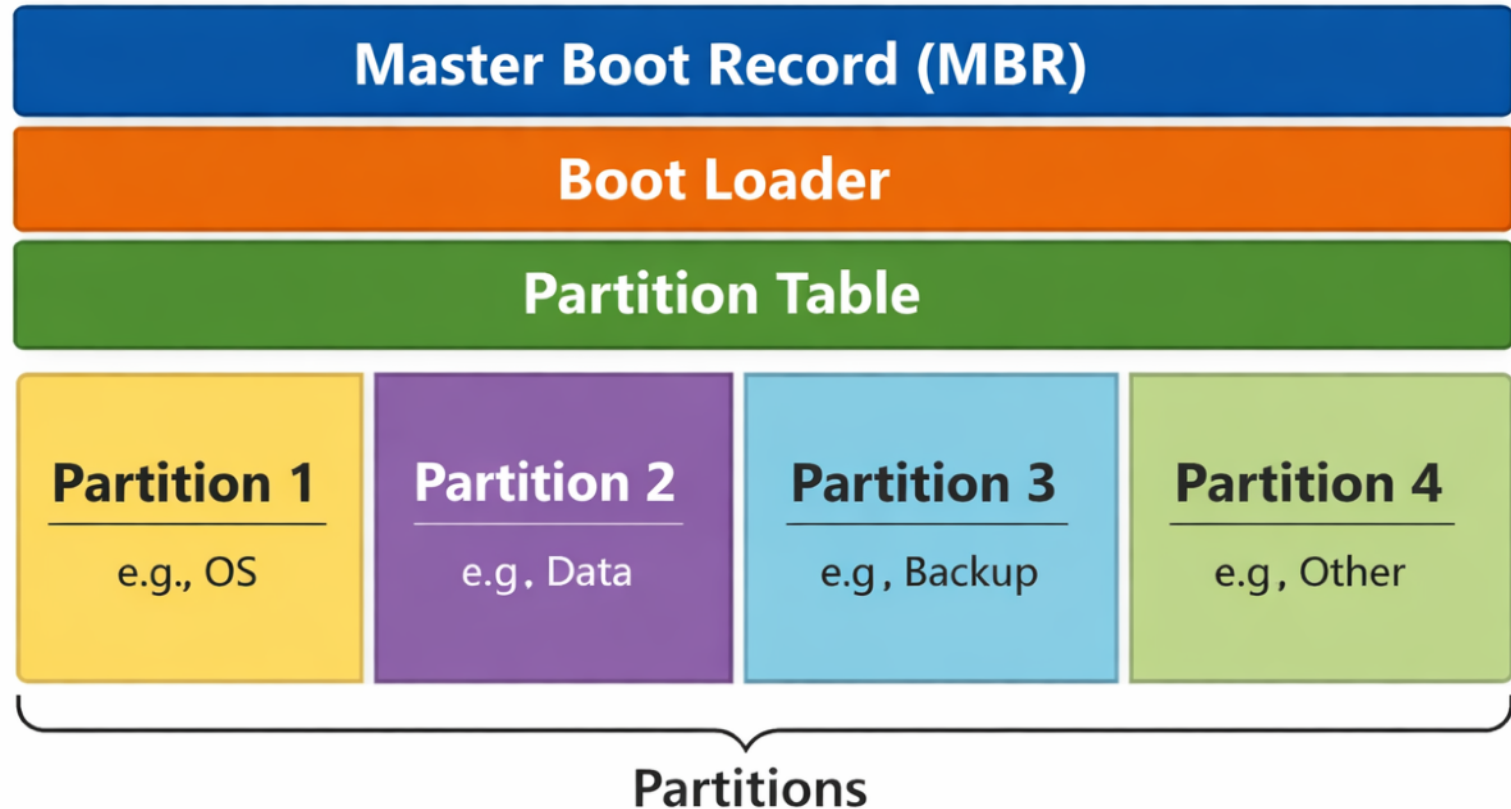 Master Boot Record (MBR)
Boot Loader
Partition Table
Partition 1
e.g., OS
Partition 2
e.g , Data
Partition 3
e.g , Backup
Partition 4
e.g , Other
Partitions